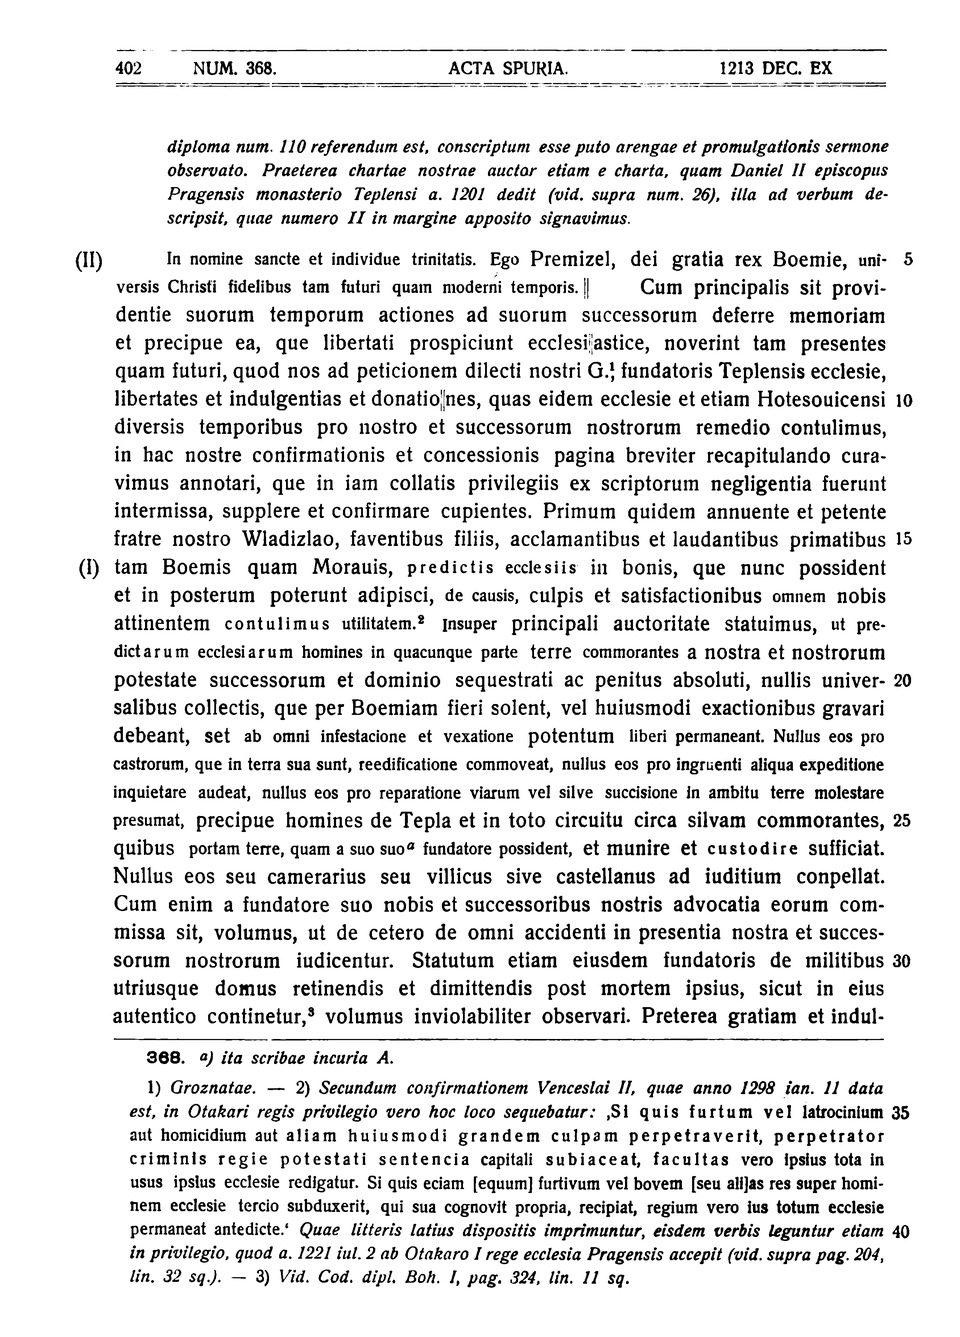 402 NUM. 368. ACTA SPURIA. 1213 DEC. EX
diploma num. 110 referendum est, conscriptum esse puto arengae et promulgationis sermone
observato. Praeterea chartae nostrae auctor etiam e charta, quam Daniel II episcopus
Pragensis monasterio Teplensi a. 1201 dedit (vid. supra num. 26), illa ad verbum de-
scripsit, quae numero II in margine apposito signavimus.
(II) In nomine sancte et individue trinitatis. Ego Premizel, dei gratia rex Boemie, uni- 5
versis Christi fidelibus tam futuri quam moderni temporis. || Cum principalis sit provi-
dentie suorum temporum actiones ad suorum successorum deferre memoriam
et precipue ea, que libertati prospiciunt ecclesi||astice, noverint tam presentes
quam futuri, quod nos ad peticionem dilecti nostri G.,¹ fundatoris Teplensis ecclesie,
libertates et indulgentias et donatio||nes, quas eidem ecclesie et etiam Hotesouicensi 10
diversis temporibus pro nostro et successorum nostrorum remedio contulimus,
in hac nostre confirmationis et concessionis pagina breviter recapitulando cura-
vimus annotari, que in iam collatis privilegiis ex scriptorum negligentia fuerunt
intermissa, supplere et confirmare cupientes. Primum quidem annuente et petente
fratre nostro Wladizlao, faventibus filiis, acclamantibus et laudantibus primatibus 15
(I) tam Boemis quam Morauis, predictis ecclesiis in bonis, que nunc possident
et in posterum poterunt adipisci, de causis, culpis et satisfactionibus omnem nobis
attinentem contulimus utilitatem.² Insuper principali auctoritate statuimus, ut pre-
dictarum ecclesiarum homines in quacunque parte terre commorantes a nostra et nostrorum
potestate successorum et dominio sequestrati ac penitus absoluti, nullis univer- 20
salibus collectis, que per Boemiam fieri solent, vel huiusmodi exactionibus gravari
debeant, set ab omni infestacione et vexatione potentum liberi permaneant. Nullus eos pro
castrorum, que in terra sua sunt, reedificatione commoveat, nullus eos pro ingruenti aliqua expeditione
inquietare audeat, nullus eos pro reparatione viarum vel silve succisione in ambitu terre molestare
presumat, precipue homines de Tepla et in toto circuitu circa silvam commorantes, 25
quibus portam terre, quam a suo suoᵃ fundatore possident, et munire et custodire sufficiat.
Nullus eos seu camerarius seu villicus sive castellanus ad iuditium conpellat.
Cum enim a fundatore suo nobis et successoribus nostris advocatia eorum com-
missa sit, volumus, ut de cetero de omni accidenti in presentia nostra et succes-
sorum nostrorum iudicentur. Statutum etiam eiusdem fundatoris de militibus 30
utriusque domus retinendis et dimittendis post mortem ipsius, sicut in eius
autentico continetur,³ volumus inviolabiliter observari. Preterea gratiam et indul-
368. a) ita scribae incuria A.
1) Groznatae. — 2) Secundum confirmationem Venceslai II, quae anno 1298 ian. 11 data
est, in Otakari regis privilegio vero hoc loco sequebatur: ‚Si quis furtum vel latrocinium 35
aut homicidium aut aliam huiusmodi grandem culpam perpetraverit, perpetrator
criminis regie potestati sentencia capitali subiaceat, facultas vero ipsius tota in
usus ipsius ecclesie redigatur. Si quis eciam [equum] furtivum vel bovem [seu ali]as res super homi-
nem ecclesie tercio subduxerit, qui sua cognovit propria, recipiat, regium vero ius totum ecclesie
permaneat antedicte.‘ Quae litteris latius dispositis imprimuntur, eisdem verbis leguntur etiam 40
in privilegio, quod a. 1221 iul. 2 ab Otakaro I rege ecclesia Pragensis accepit (vid. supra pag. 204,
lin. 32 sq.). — 3) Vid. Cod. dipl. Boh. I, pag. 324, lin. 11 sq.